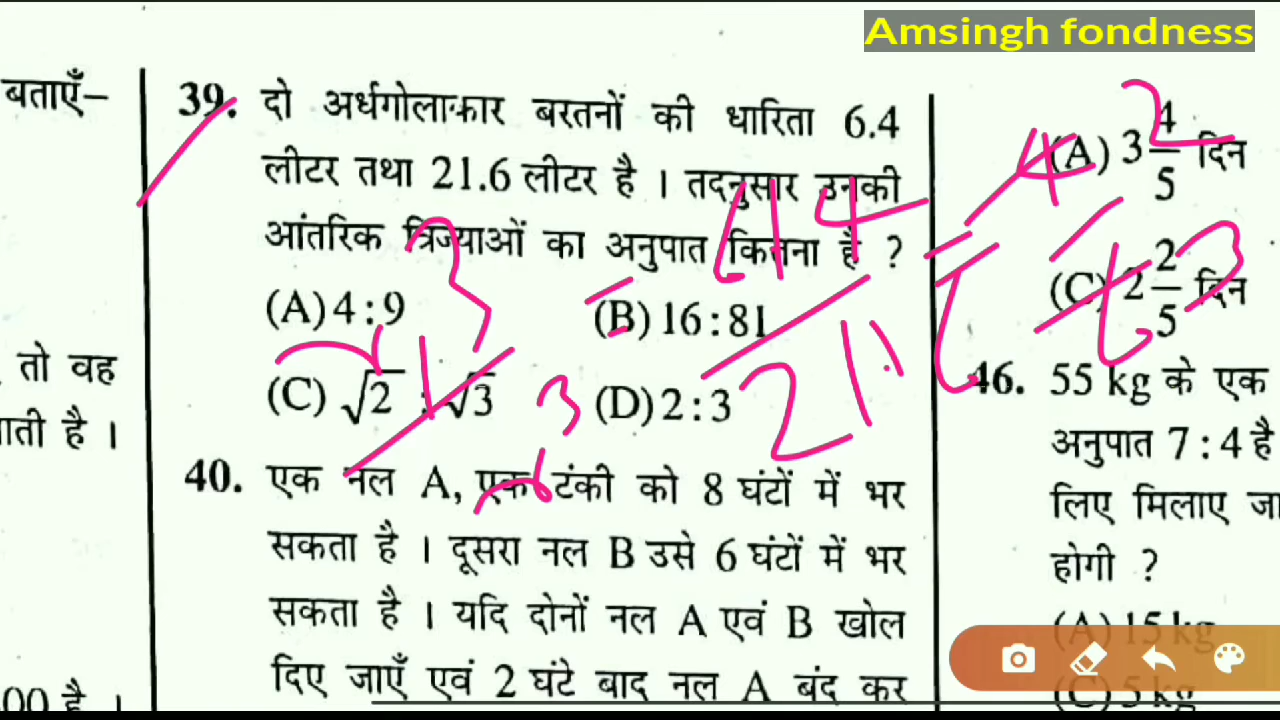 Amsingh fondness
बताएँ–
तो वह
है ।
00 है ।
39. दो अर्धगोलाकार बरतनों की धारिता 6.4
लीटर तथा 21.6 लीटर है । तदनुसार उनकी
आंतरिक त्रिज्याओं का अनुपात कितना है ?
(A) 4 : 9 (B) 16 : 81
(C) √2 : √3 (D) 2 : 3
40. एक नल A, एक टंकी को 8 घंटों में भर
सकता है । दूसरा नल B उसे 6 घंटों में भर
सकता है । यदि दोनों नल A एवं B खोल
दिए जाएँ एवं 2 घंटे बाद नल A बंद कर
(A) 3 4/5 दिन
(C) 2 2/5 दिन
46. 55 kg के एक
अनुपात 7 : 4 है
लिए मिलाए जा
होगी ?
(A) 15 kg
(C) 5 kg